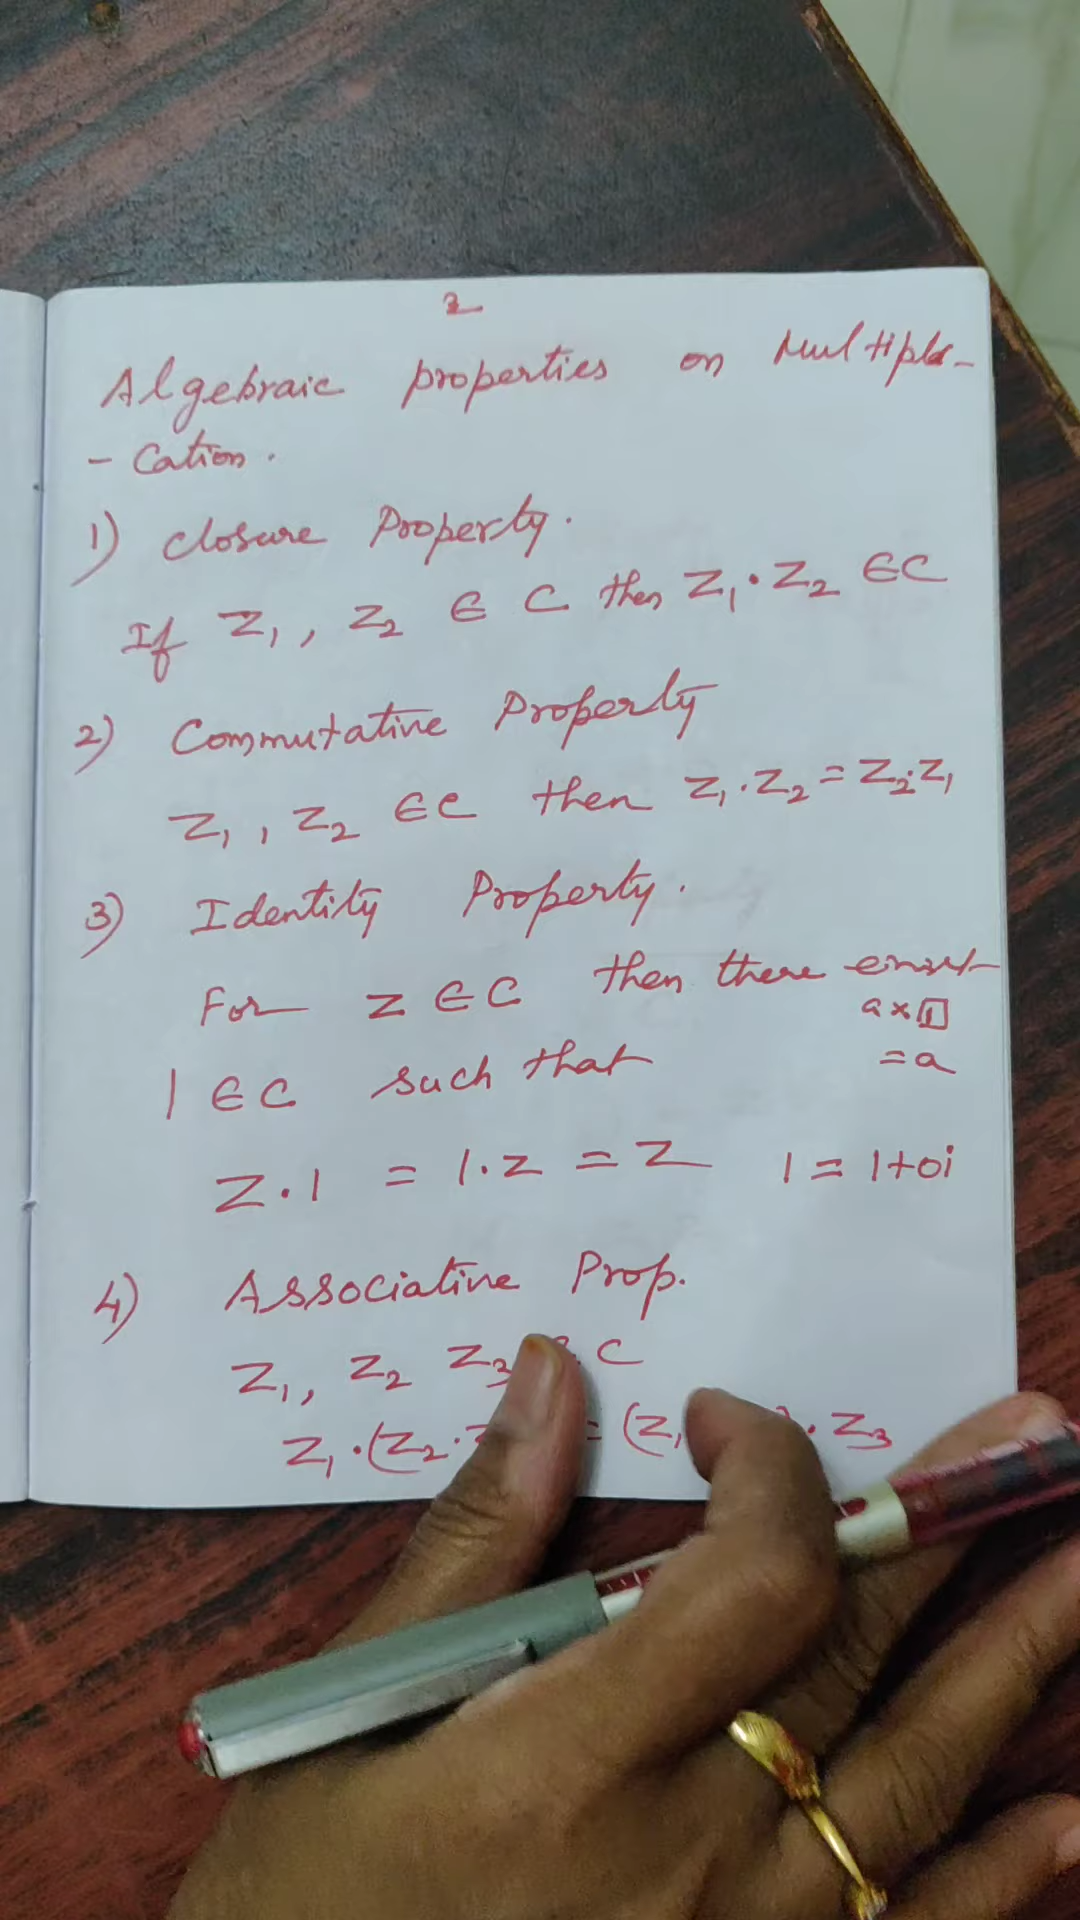 2
Algebraic properties on Multipli-
- Cation.
1) Closure Property.
If Z₁, Z₂ ∈ C then Z₁·Z₂ ∈C
2) Commutative Property
Z₁, Z₂ ∈C then Z₁·Z₂=Z₂·Z₁
3) Identity Property.
For Z ∈C then there exist
a×1
1 ∈C such that =a
Z·1 = 1·Z = Z 1 = 1+0i
4) Associative Prop.
Z₁, Z₂ Z₃ C
Z₁·(Z₂· = (Z₁ ·Z₃